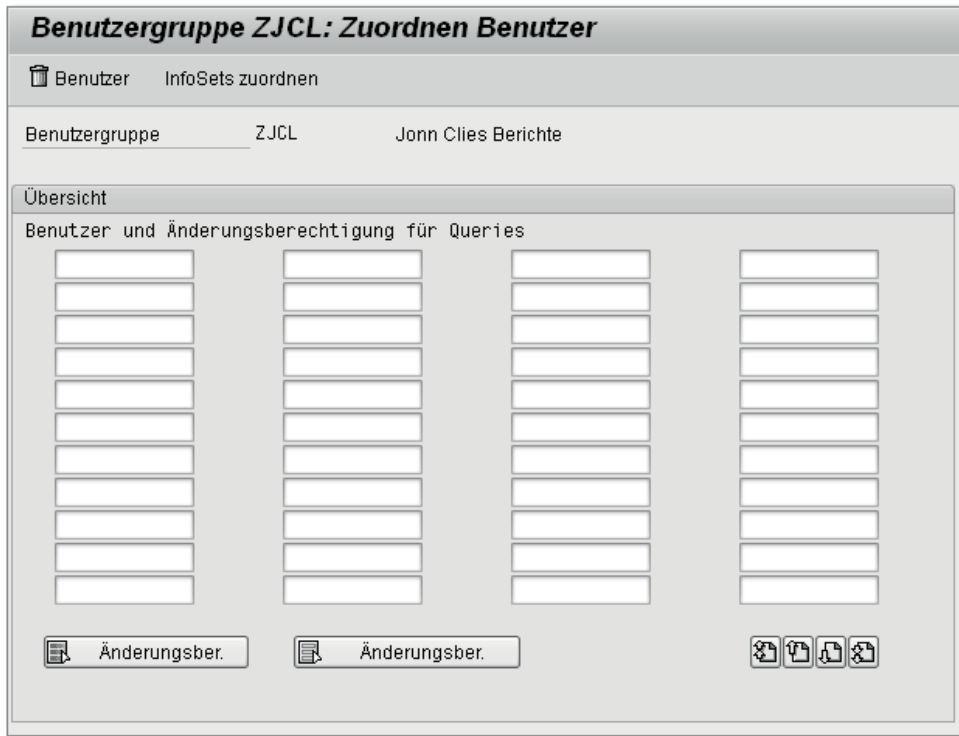 Benutzergruppe ZJCL: Zuordnen Benutzer
Benutzer InfoSets zuordnen
Benutzergruppe ZJCL Jonn Clies Berichte
Übersicht
Benutzer und Änderungsberechtigung für Queries
Änderungsber. Änderungsber.